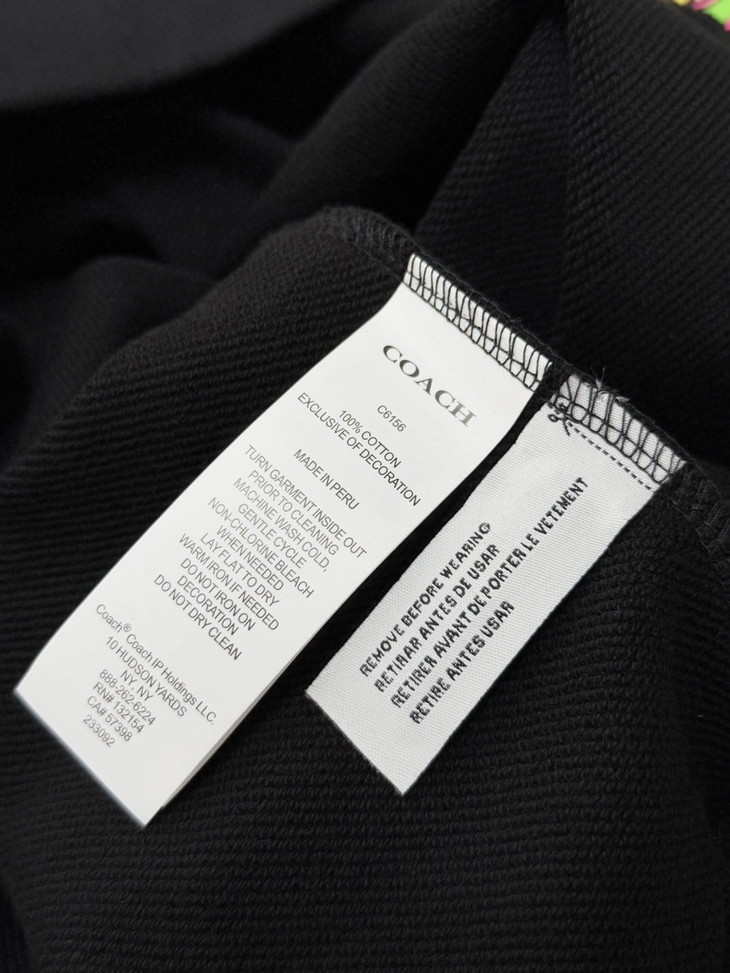 COACH
C6156
100% COTTON
EXCLUSIVE OF DECORATION
MADE IN PERU
TURN GARMENT INSIDE OUT
PRIOR TO CLEANING
MACHINE WASH COLD,
GENTLE CYCLE
WHEN NEEDED
NON-CHLORINE BLEACH
LAY FLAT TO DRY
WARM IRON IF NEEDED
DO NOT IRON ON
DECORATION
DO NOT DRY CLEAN
Coach® Coach IP Holdings LLC.
10 HUDSON YARDS
NY, NY
888-262-6224
RN# 132154
CA# 57398
233092
REMOVE BEFORE WEARING
RETIRAR ANTES DE USAR
RETIRER AVANT DE PORTER LE VETEMENT
RETIRE ANTES USAR